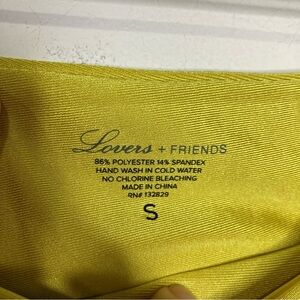 Lovers + FRIENDS
86% POLYESTER 14% SPANDEX
HAND WASH IN COLD WATER
NO CHLORINE BLEACHING
MADE IN CHINA
RN# 132829
S